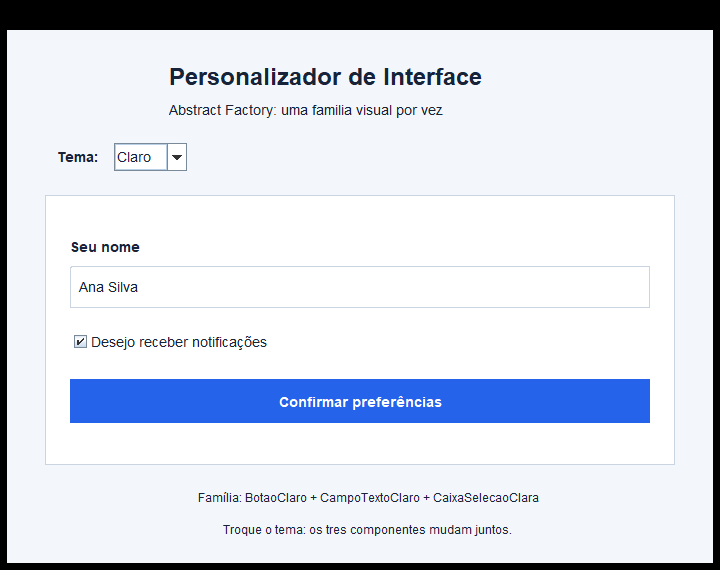 Personalizador de Interface
Abstract Factory: uma familia visual por vez
Tema: Claro
Seu nome
Ana Silva
Desejo receber notificações
Confirmar preferências
Família: BotaoClaro + CampoTextoClaro + CaixaSelecaoClara
Troque o tema: os tres componentes mudam juntos.